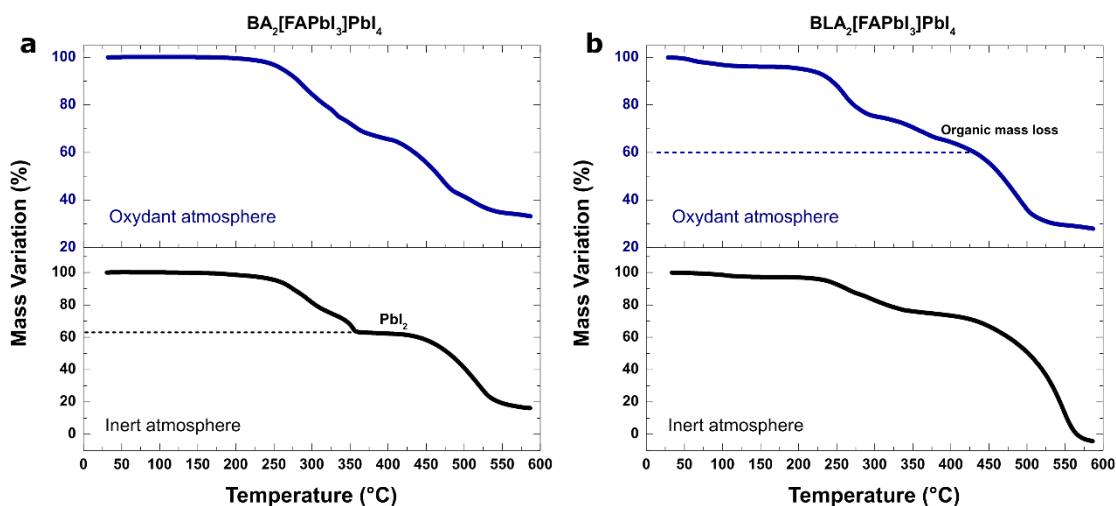 BA₂[FAPbI₃]PbI₄
BLA₂[FAPbI₃]PbI₄
a
100
80
60
40
20
Oxydant atmosphere
100
80
60
40
20
0
PbI₂
Inert atmosphere
Mass Variation (%)
0 50 100 150 200 250 300 350 400 450 500 550 600
Temperature (°C)
b
100
80
60
40
20
Organic mass loss
Oxydant atmosphere
100
80
60
40
20
0
Inert atmosphere
Mass Variation (%)
0 50 100 150 200 250 300 350 400 450 500 550 600
Temperature (°C)